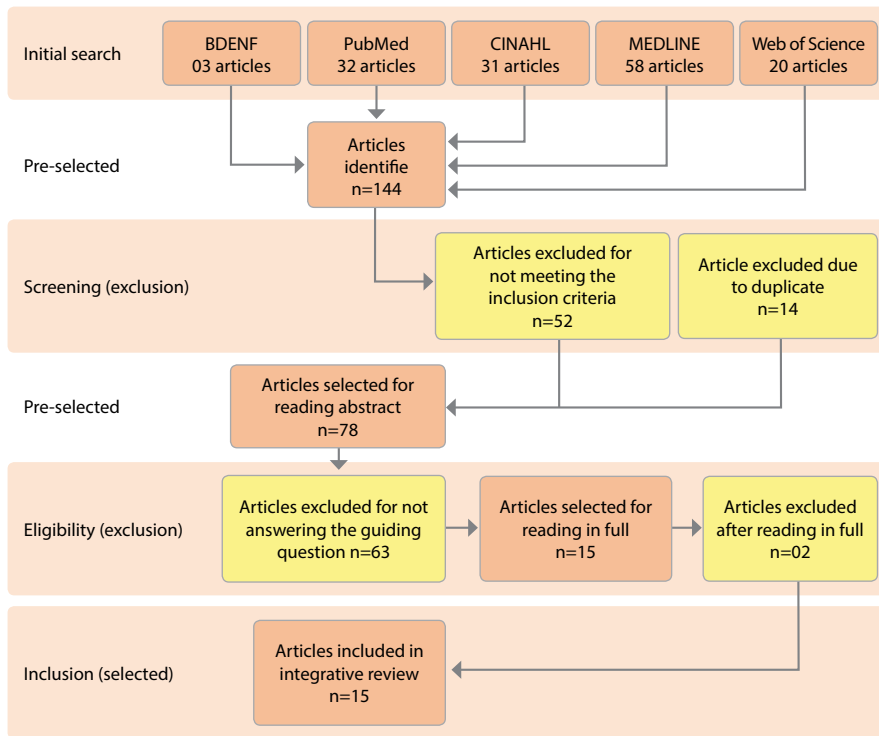 Initial search
BDENF
03 articles
PubMed
32 articles
CINAHL
31 articles
MEDLINE
58 articles
Web of Science
20 articles
Pre-selected
Articles
identifie
n=144
Screening (exclusion)
Articles excluded for
not meeting the
inclusion criteria
n=52
Article excluded due
to duplicate
n=14
Pre-selected
Articles selected for
reading abstract
n=78
Eligibility (exclusion)
Articles excluded for not
answering the guiding
question n=63
Articles selected for
reading in full
n=15
Articles excluded
after reading in full
n=02
Inclusion (selected)
Articles included in
integrative review
n=15